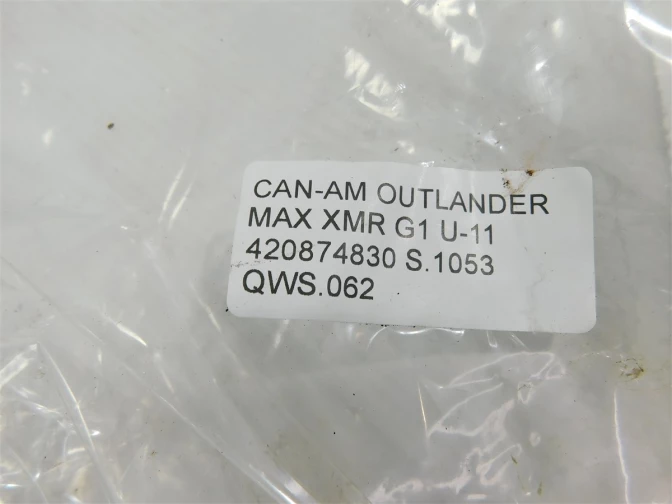 CAN-AM OUTLANDER
MAX XMR G1 U-11
420874830 S.1053
QWS.062